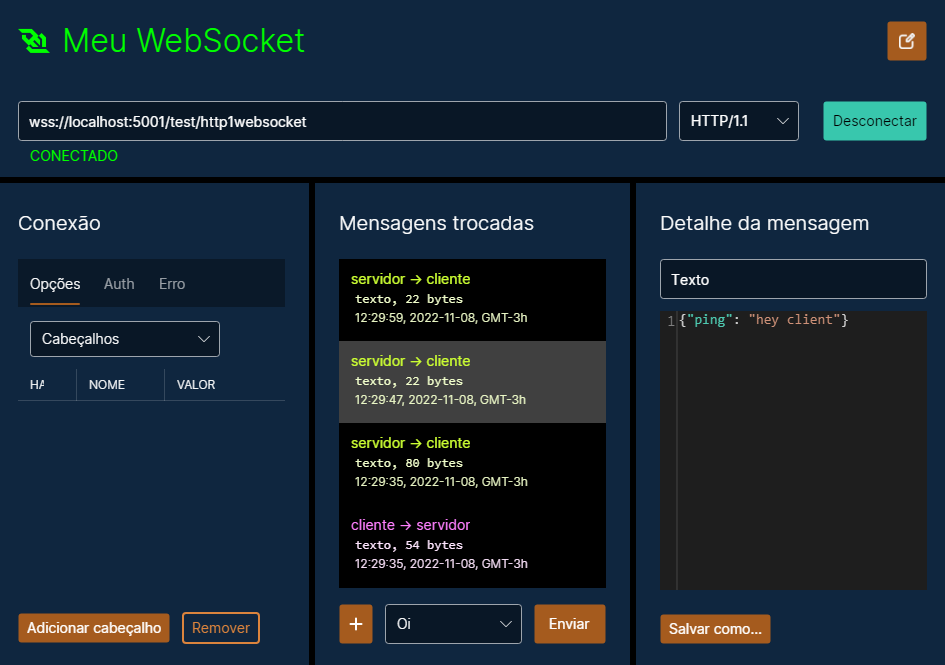 Meu WebSocket
wss://localhost:5001/test/http1websocket
HTTP/1.1
Desconectar
CONECTADO
Conexão
Opções
Auth
Erro
Cabeçalhos
NOME
VALOR
Adicionar cabeçalho
Remover
Mensagens trocadas
servidor → cliente
texto, 22 bytes
12:29:59, 2022-11-08, GMT-3h
servidor → cliente
texto, 22 bytes
12:29:47, 2022-11-08, GMT-3h
servidor → cliente
texto, 80 bytes
12:29:35, 2022-11-08, GMT-3h
cliente → servidor
texto, 54 bytes
12:29:35, 2022-11-08, GMT-3h
+
Oi
Enviar
Detalhe da mensagem
Texto
1 {"ping": "hey client"}
Salvar como...